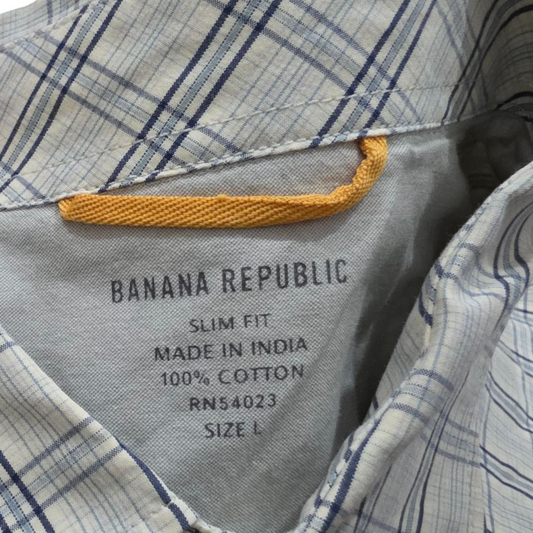 BANANA REPUBLIC
SLIM FIT
MADE IN INDIA
100% COTTON
RN54023
SIZE L